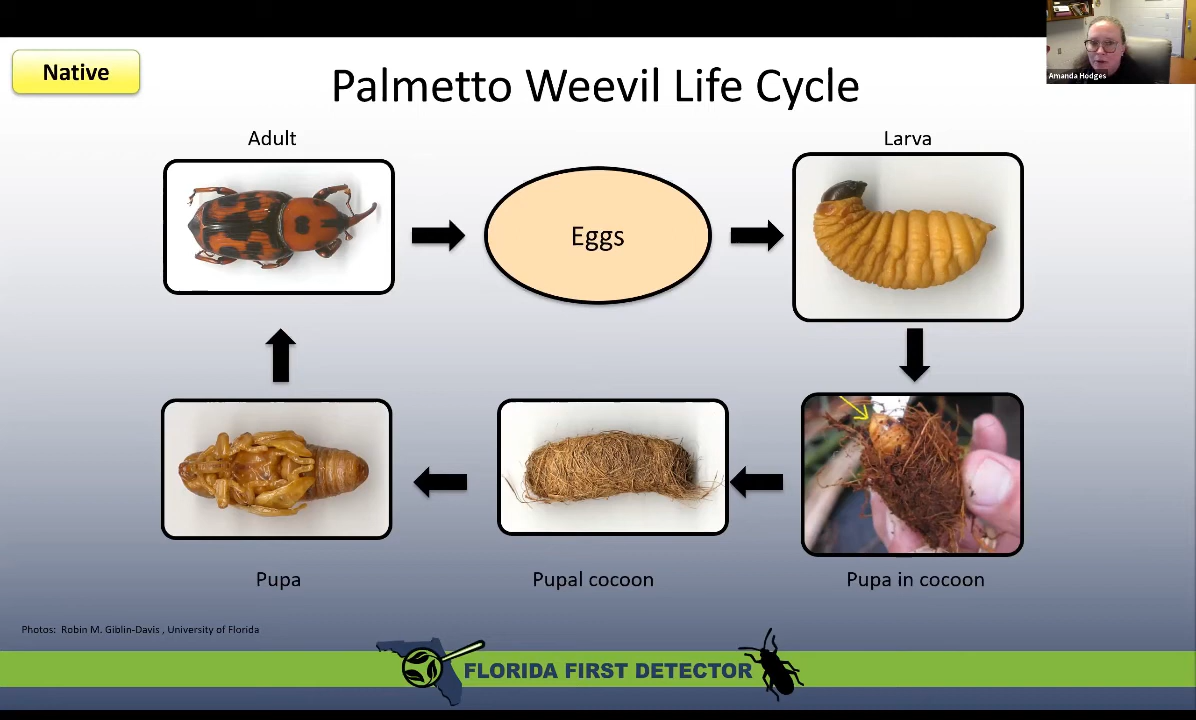 Native
Palmetto Weevil Life Cycle
Amanda Hodges
Adult
Larva
Eggs
Pupa
Pupal cocoon
Pupa in cocoon
Photos: Robin M. Giblin-Davis , University of Florida
FLORIDA FIRST DETECTOR